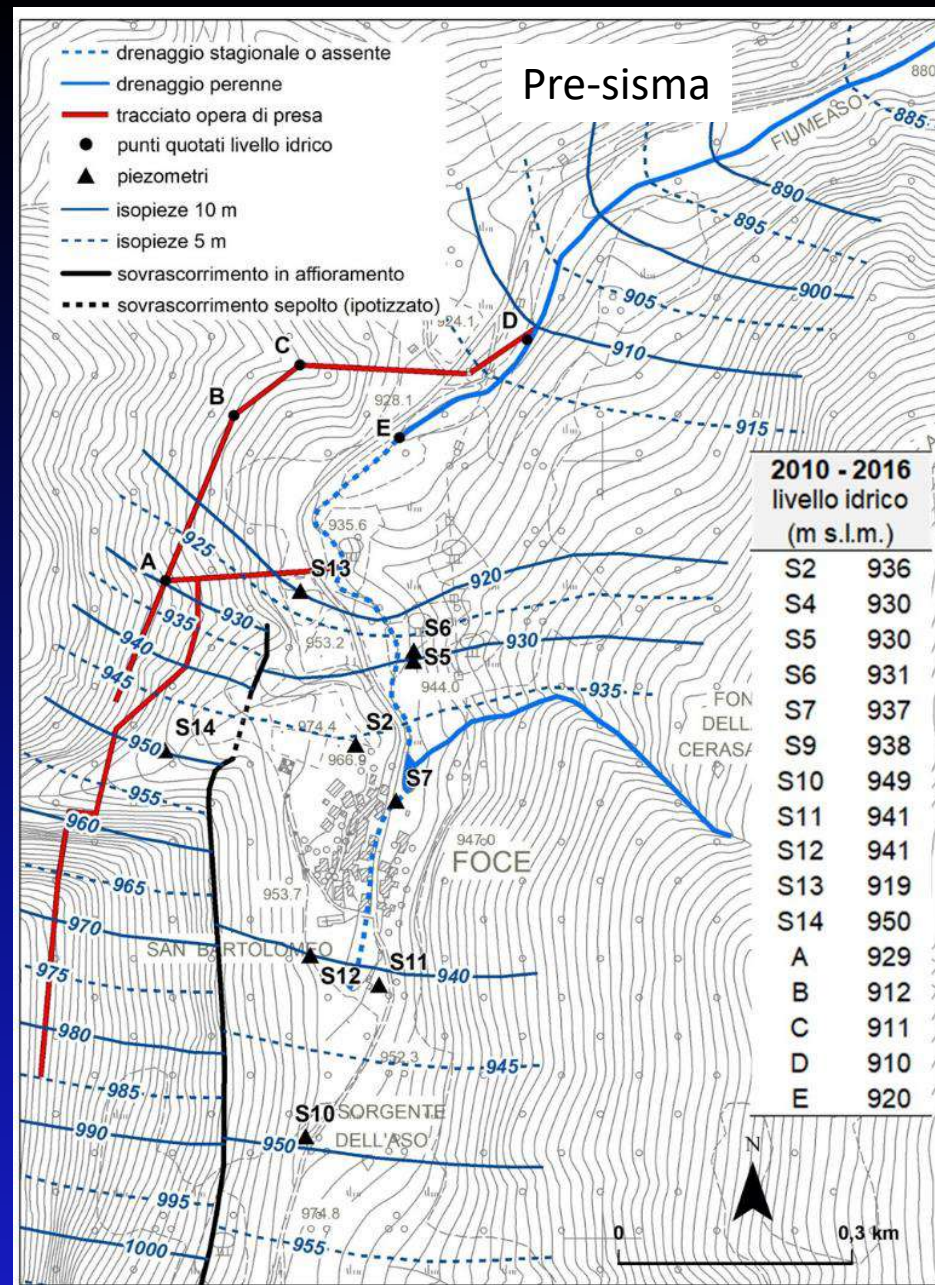 Pre-sisma
drenaggio stagionale o assente
drenaggio perenne
tracciato opera di presa
punti quotati livello idrico
piezometri
isopieze 10 m
isopieze 5 m
sovrascorrimento in affioramento
sovrascorrimento sepolto (ipotizzato)
880
885
FIUMEASO
890
895
900
905
924.1
D
910
C
915
928.1
B
E
935.6
925
A
S13
920
930
935
953.2
S6
930
940
S5
944.0
945
935
FON
DELL
CERASA
974.4
S2
S14
966.9
950
S7
955
960
947.0
FOCE
965
953.7
970
SAN BARTOLOMEO
S11
940
S12
975
952.3
980
945
985
S10
SORGENTE
DELL'ASO
990
950
995
974.8
955
1000
N
0
0,3 km
2010 - 2016
livello idrico
(m s.l.m.)
S2 936
S4 930
S5 930
S6 931
S7 937
S9 938
S10 949
S11 941
S12 941
S13 919
S14 950
A 929
B 912
C 911
D 910
E 920